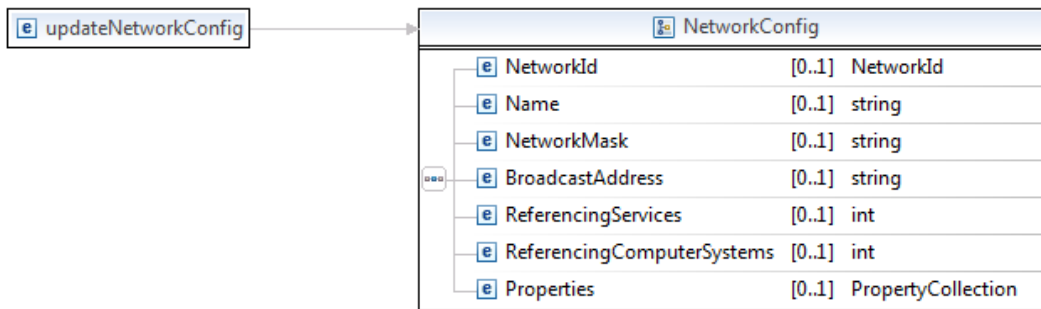 e updateNetworkConfig
NetworkConfig
e NetworkId [0..1] NetworkId
e Name [0..1] string
e NetworkMask [0..1] string
e BroadcastAddress [0..1] string
e ReferencingServices [0..1] int
e ReferencingComputerSystems [0..1] int
e Properties [0..1] PropertyCollection